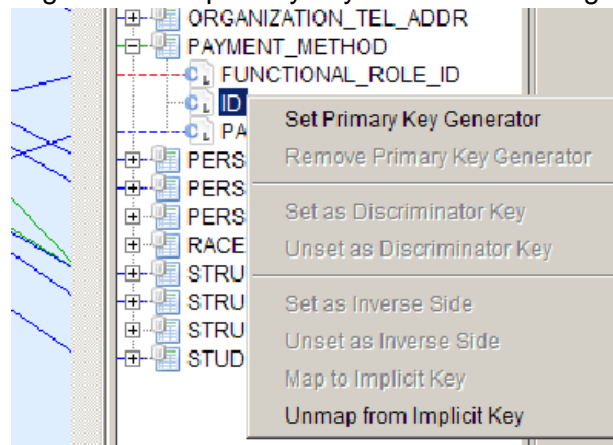 ORGANIZATION_TEL_ADDR
PAYMENT_METHOD
FUNCTIONAL_ROLE_ID
ID
PA
PERS
PERS
PERS
RACE
STRU
STRU
STRU
STUD
Set Primary Key Generator
Remove Primary Key Generator
Set as Discriminator Key
Unset as Discriminator Key
Set as Inverse Side
Unset as Inverse Side
Map to Implicit Key
Unmap from Implicit Key